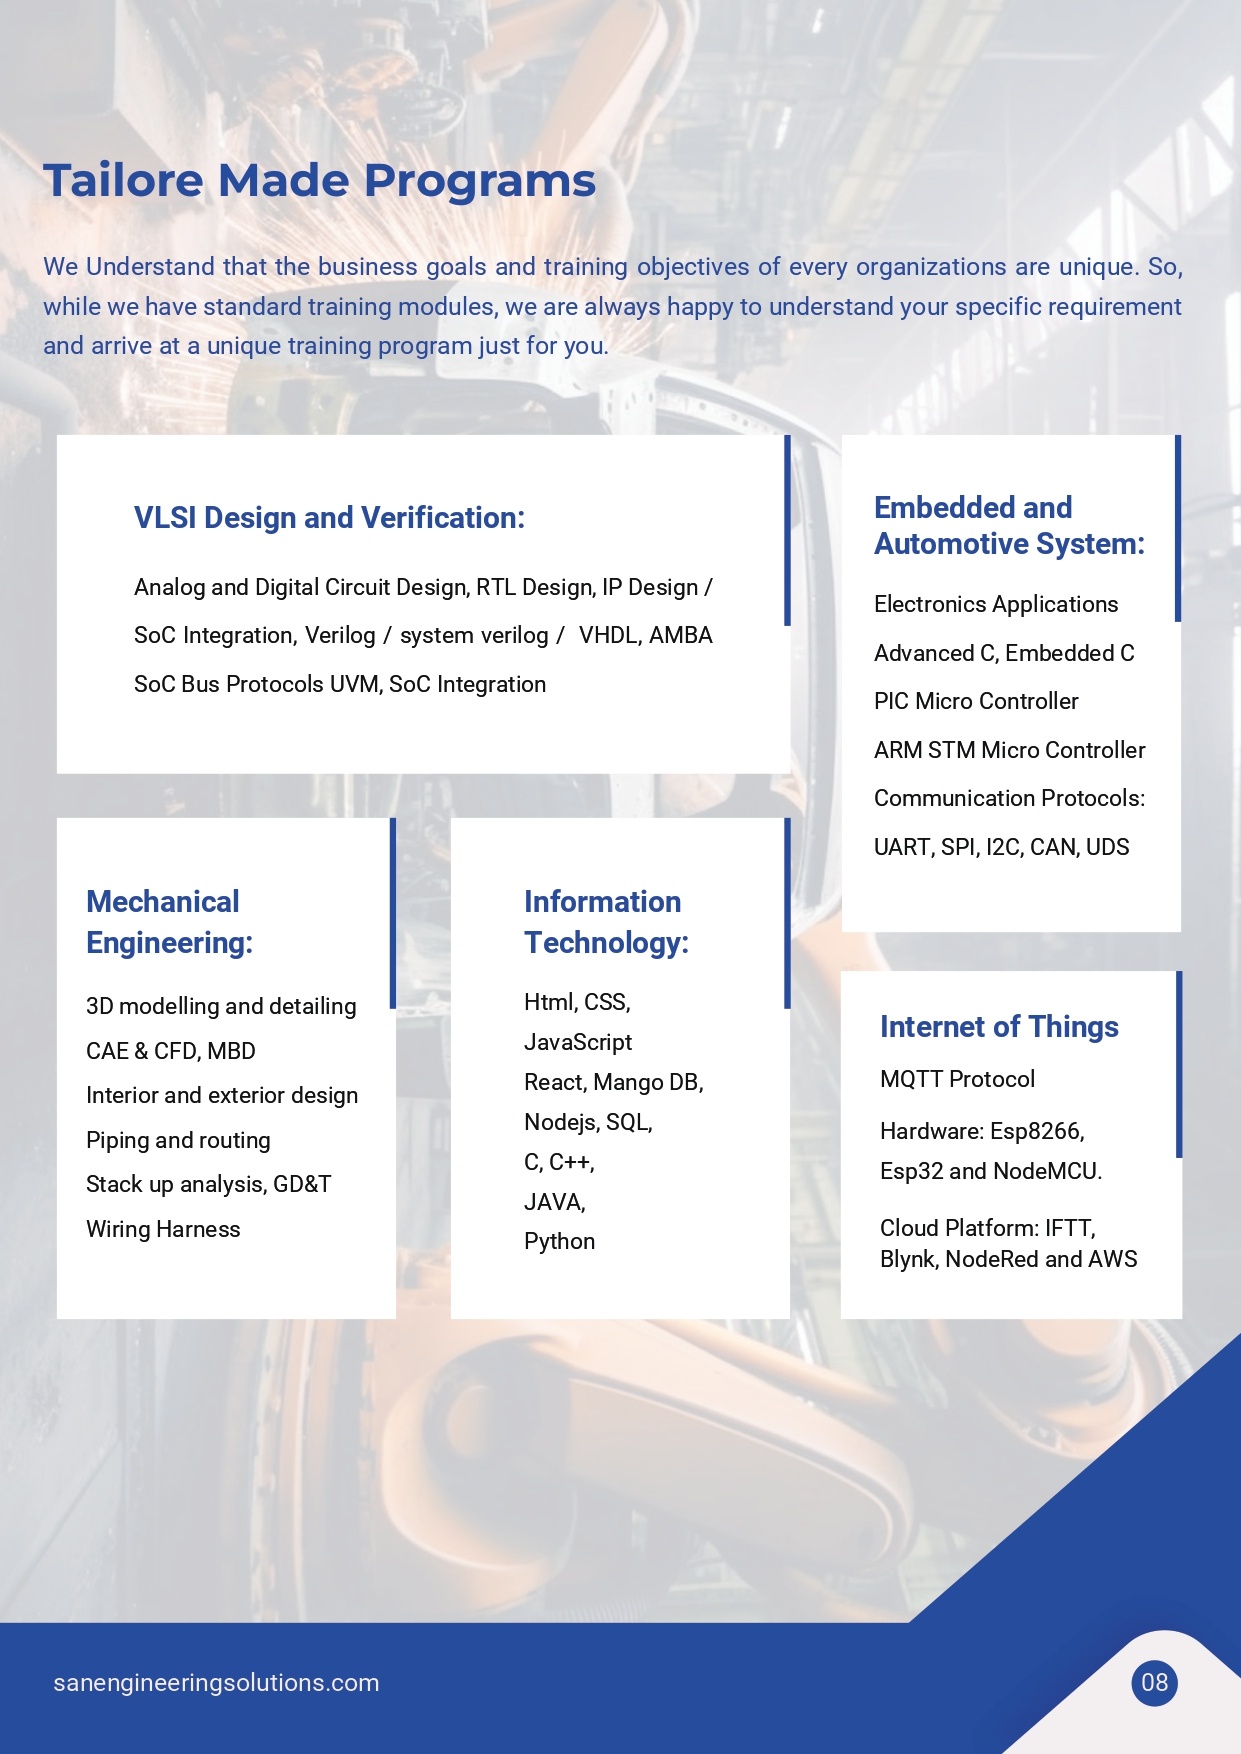 Tailore Made Programs
We Understand that the business goals and training objectives of every organizations are unique. So,
while we have standard training modules, we are always happy to understand your specific requirement
and arrive at a unique training program just for you.
VLSI Design and Verification:
Analog and Digital Circuit Design, RTL Design, IP Design /
SoC Integration, Verilog / system verilog / VHDL, AMBA
SoC Bus Protocols UVM, SoC Integration
Embedded and
Automotive System:
Electronics Applications
Advanced C, Embedded C
PIC Micro Controller
ARM STM Micro Controller
Communication Protocols:
UART, SPI, I2C, CAN, UDS
Mechanical
Engineering:
3D modelling and detailing
CAE & CFD, MBD
Interior and exterior design
Piping and routing
Stack up analysis, GD&T
Wiring Harness
Information
Technology:
Html, CSS,
JavaScript
React, Mango DB,
Nodejs, SQL,
C, C++,
JAVA,
Python
Internet of Things
MQTT Protocol
Hardware: Esp8266,
Esp32 and NodeMCU.
Cloud Platform: IFTT,
Blynk, NodeRed and AWS
sanengineeringsolutions.com
08